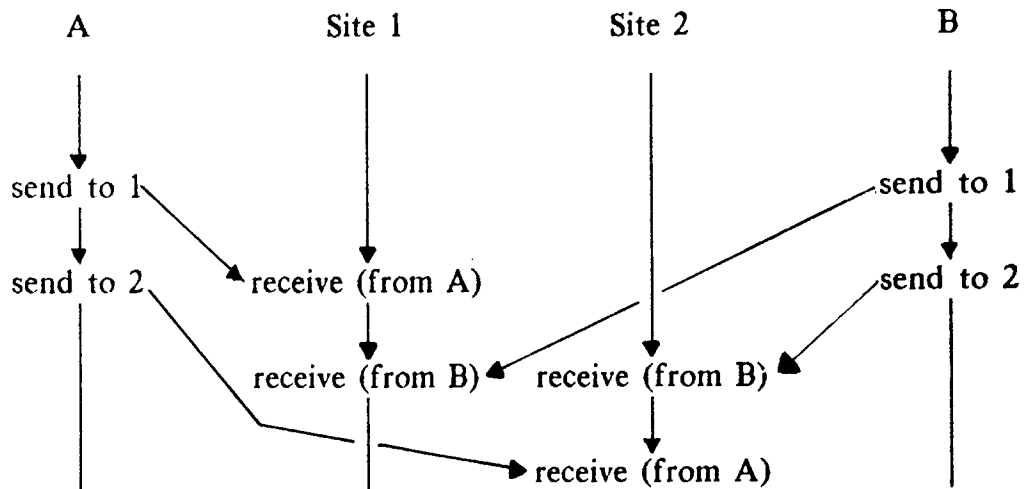 A Site 1 Site 2 B
send to 1 send to 1
send to 2 receive (from A) send to 2
receive (from B) receive (from B)
receive (from A)